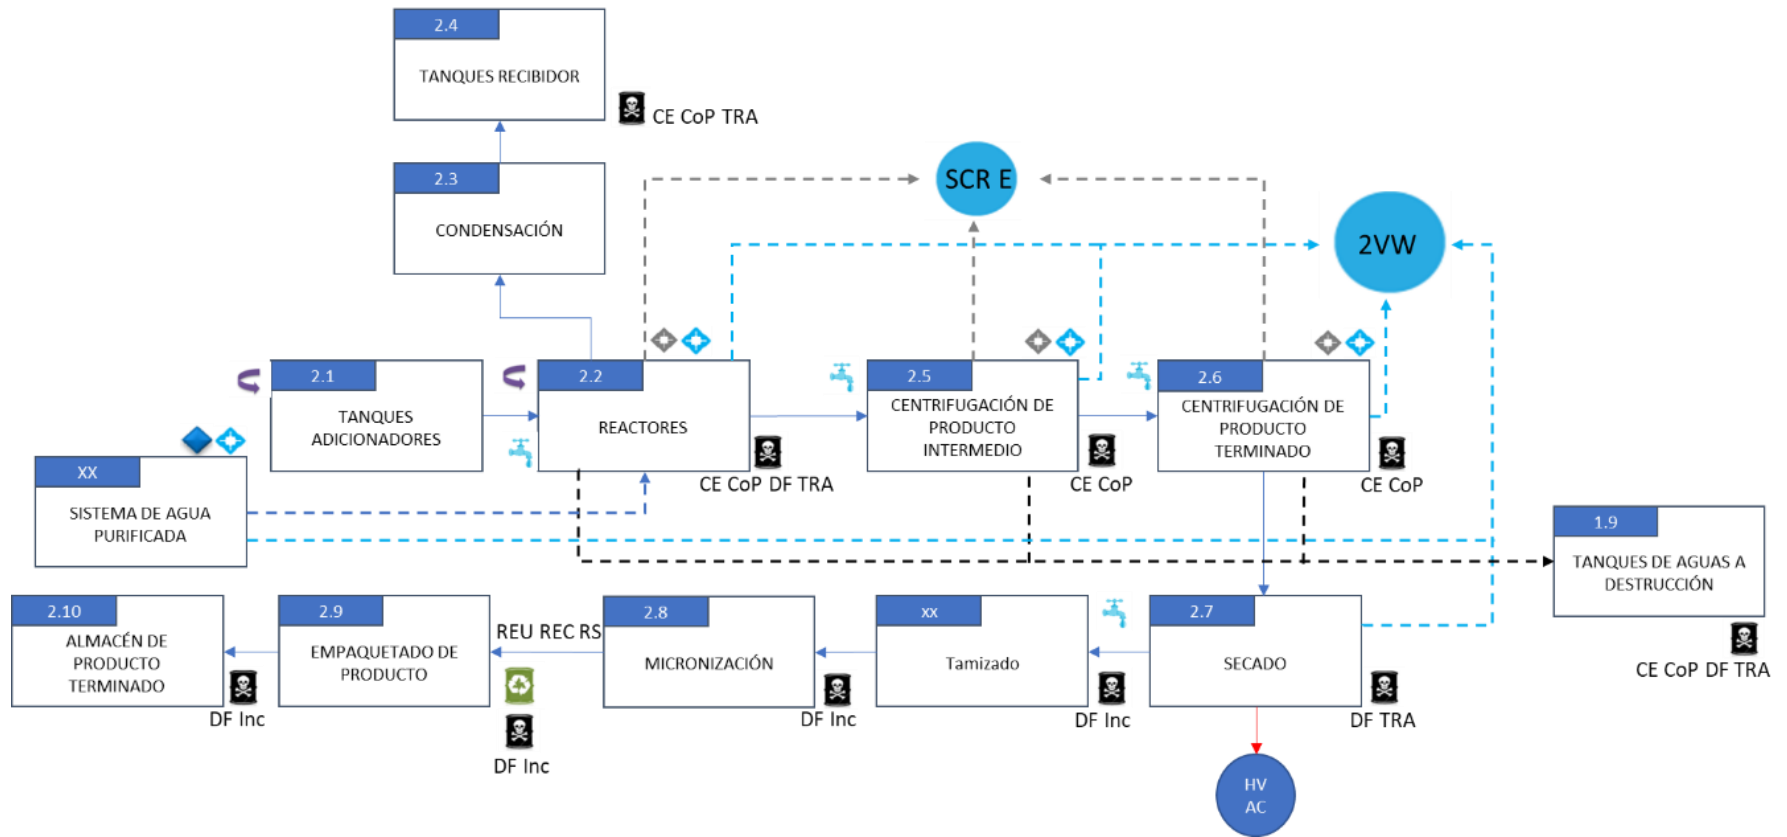 2.4
TANQUES RECIBIDOR
CE CoP TRA
2.3
CONDENSACIÓN
SCR E
2VW
2.1
TANQUES
ADICIONADORES
2.2
REACTORES
CE CoP DF TRA
2.5
CENTRIFUGACIÓN DE
PRODUCTO
INTERMEDIO
CE CoP
2.6
CENTRIFUGACIÓN DE
PRODUCTO
TERMINADO
CE CoP
XX
SISTEMA DE AGUA
PURIFICADA
1.9
TANQUES DE AGUAS A
DESTRUCCIÓN
CE CoP DF TRA
2.10
ALMACÉN DE
PRODUCTO
TERMINADO
DF Inc
2.9
EMPAQUETADO DE
PRODUCTO
REU REC RS
DF Inc
2.8
MICRONIZACIÓN
DF Inc
xx
Tamizado
DF Inc
2.7
SECADO
DF TRA
HV
AC